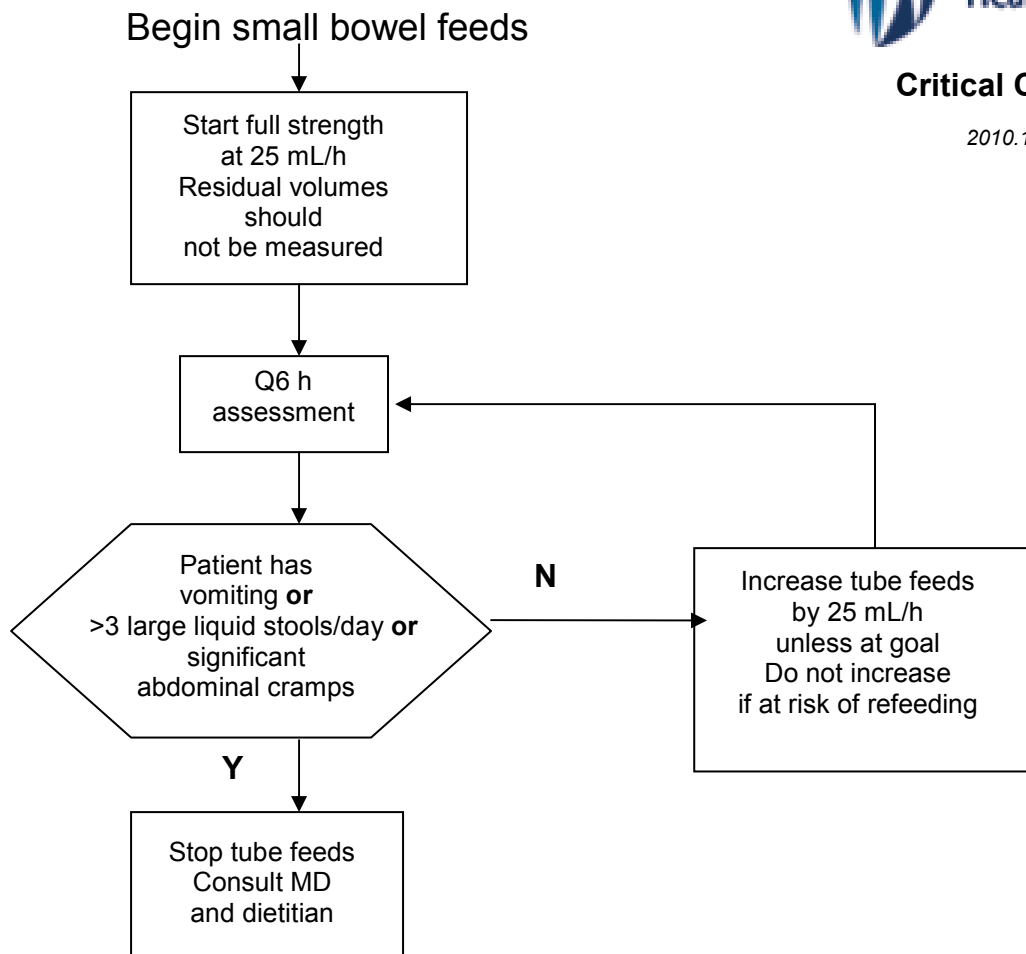 Begin small bowel feeds
Critical
2010.1
Start full strength
at 25 mL/h
Residual volumes
should
not be measured
Q6 h
assessment
Patient has
vomiting or
>3 large liquid stools/day or
significant
abdominal cramps
N
Increase tube feeds
by 25 mL/h
unless at goal
Do not increase
if at risk of refeeding
Y
Stop tube feeds
Consult MD
and dietitian